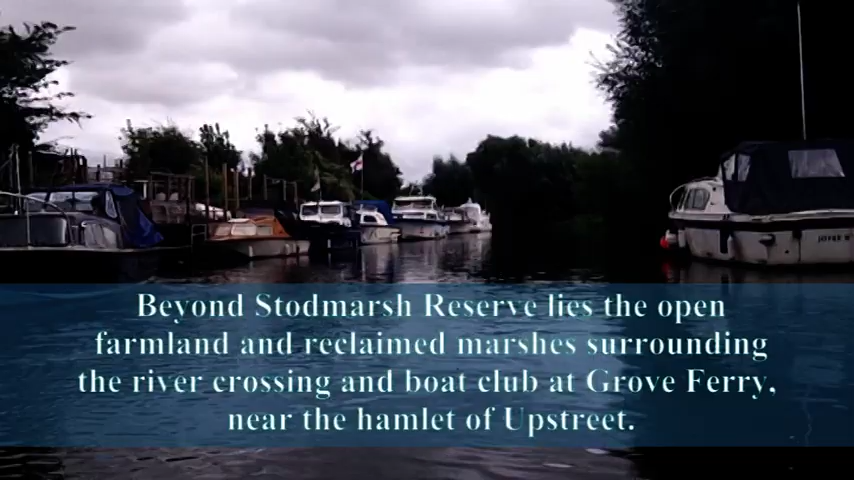 Beyond Stodmarsh Reserve lies the open
farmland and reclaimed marshes surrounding
the river crossing and boat club at Grove Ferry,
near the hamlet of Upstreet.